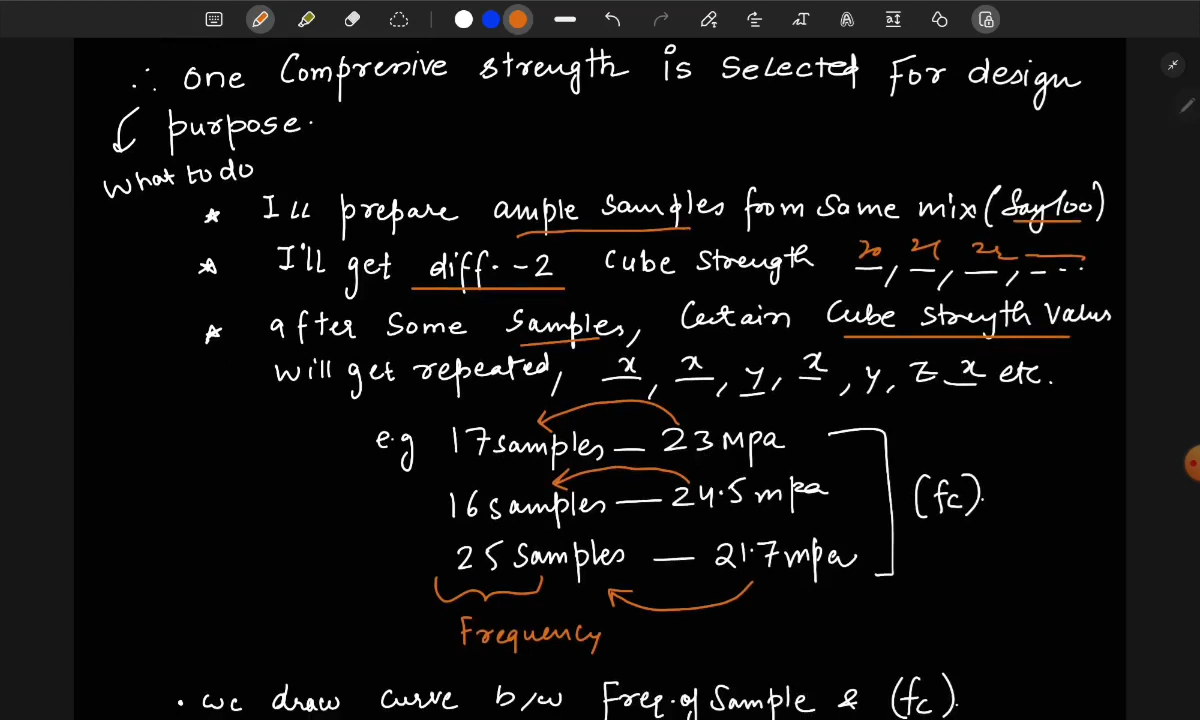 ∴ One Compressive strength is Selected For design
purpose.
What to do
* I'll prepare ample samples from same mix (Say 100)
* I'll get diff. -2 Cube strength 20, 21, 22, - - -
* after some samples, Certain Cube strength values
will get repeated, x, x, y, x, y, z x etc.
e.g 17 samples — 23 Mpa
16 samples — 24.5 mpa
25 samples — 21.7 mpa
(fc).
Frequency
• we draw curve b/w Freq. of Sample & (fc).